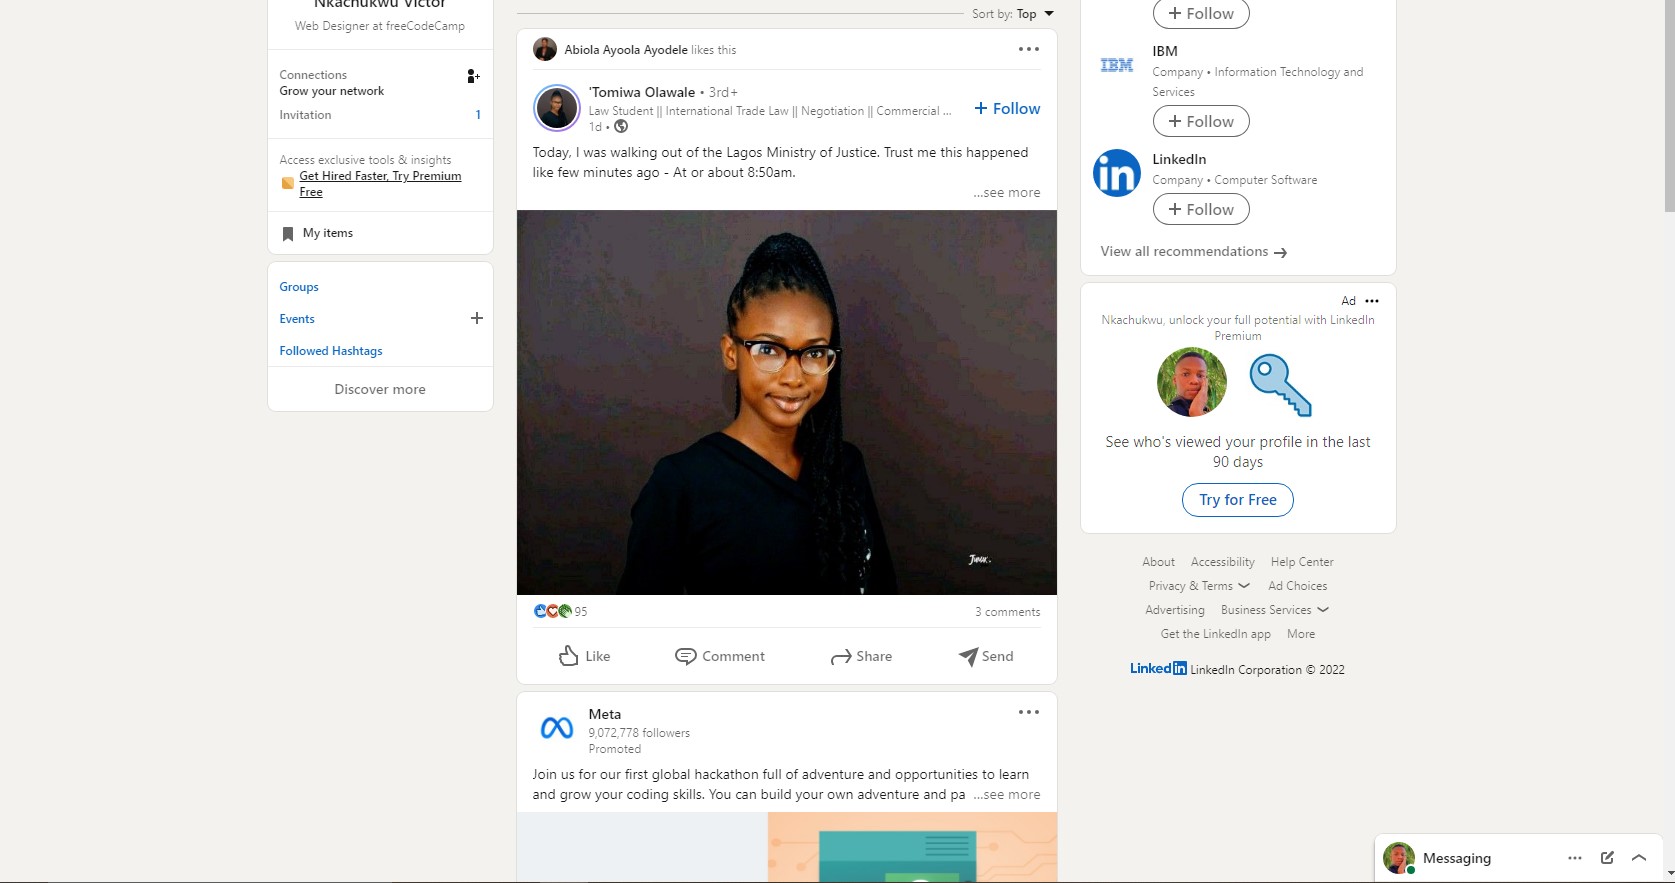 Nkachukwu Victor
Web Designer at freeCodeCamp
Connections
Grow your network
Invitation 1
Access exclusive tools & insights
Get Hired Faster, Try Premium
Free
My items
Groups
Events
Followed Hashtags
Discover more
Sort by: Top
Abiola Ayoola Ayodele likes this
'Tomiwa Olawale • 3rd+
Law Student || International Trade Law || Negotiation || Commercial ...
1d •
+ Follow
Today, I was walking out of the Lagos Ministry of Justice. Trust me this happened
like few minutes ago - At or about 8:50am.
...see more
95
3 comments
Like
Comment
Share
Send
Meta
9,072,778 followers
Promoted
Join us for our first global hackathon full of adventure and opportunities to learn
and grow your coding skills. You can build your own adventure and pa ...see more
+ Follow
IBM
IBM
Company • Information Technology and
Services
+ Follow
in
LinkedIn
Company • Computer Software
+ Follow
View all recommendations →
Ad
Nkachukwu, unlock your full potential with LinkedIn
Premium
See who's viewed your profile in the last
90 days
Try for Free
About Accessibility Help Center
Privacy & Terms Ad Choices
Advertising Business Services
Get the LinkedIn app More
LinkedIn LinkedIn Corporation © 2022
Messaging